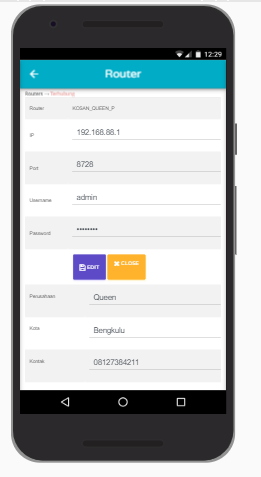 12:29
Router
Routers → Terhubung
Router KOSAN_QUEEN_P
IP 192.168.88.1
Port 8728
Username admin
Password ••••••••
EDIT CLOSE
Perusahaan Queen
Kota Bengkulu
Kontak 08127384211